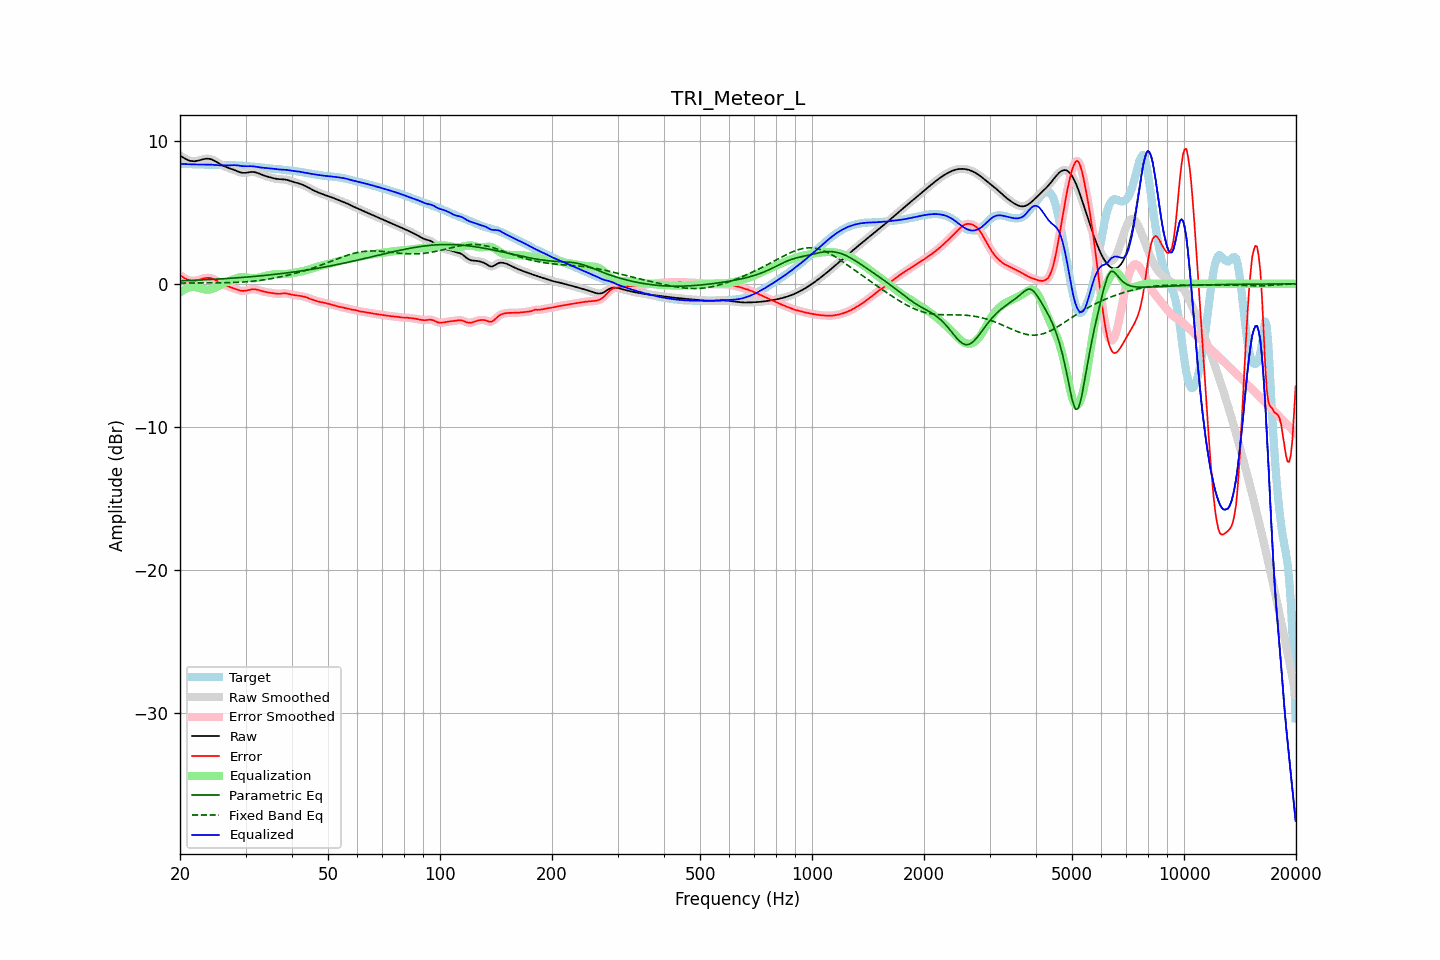 TRI_Meteor_L
Amplitude (dBr)
10
0
−10
−20
−30
Target
Raw Smoothed
Error Smoothed
Raw
Error
Equalization
Parametric Eq
Fixed Band Eq
Equalized
20 50 100 200 500 1000 2000 5000 10000 20000
Frequency (Hz)